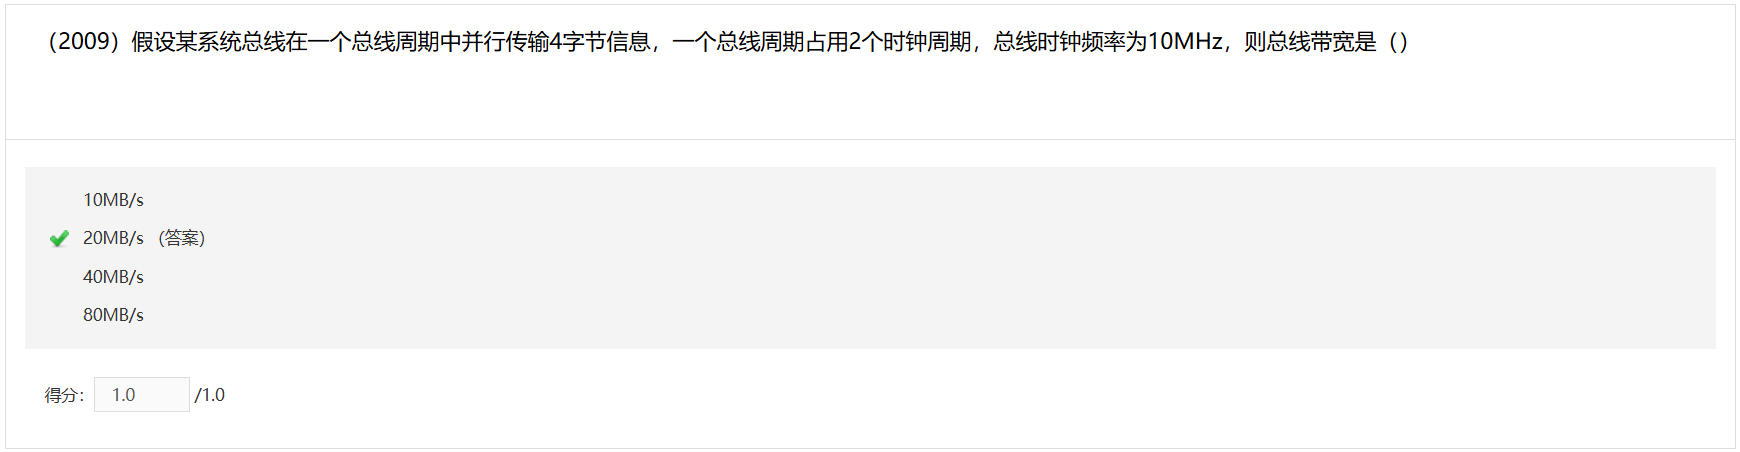 （2009）假设某系统总线在一个总线周期中并行传输4字节信息，一个总线周期占用2个时钟周期，总线时钟频率为10MHz，则总线带宽是（）
10MB/s
20MB/s （答案）
40MB/s
80MB/s
得分： 1.0 /1.0